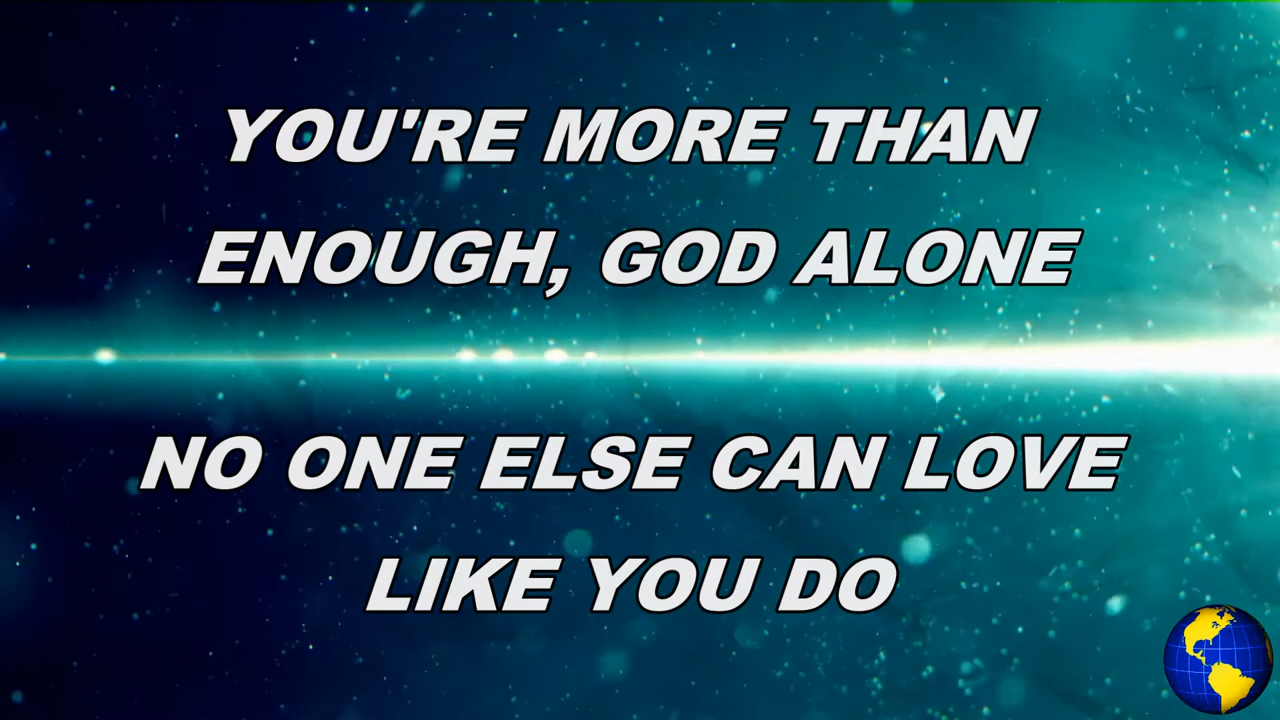 YOU'RE MORE THAN
ENOUGH, GOD ALONE
NO ONE ELSE CAN LOVE
LIKE YOU DO